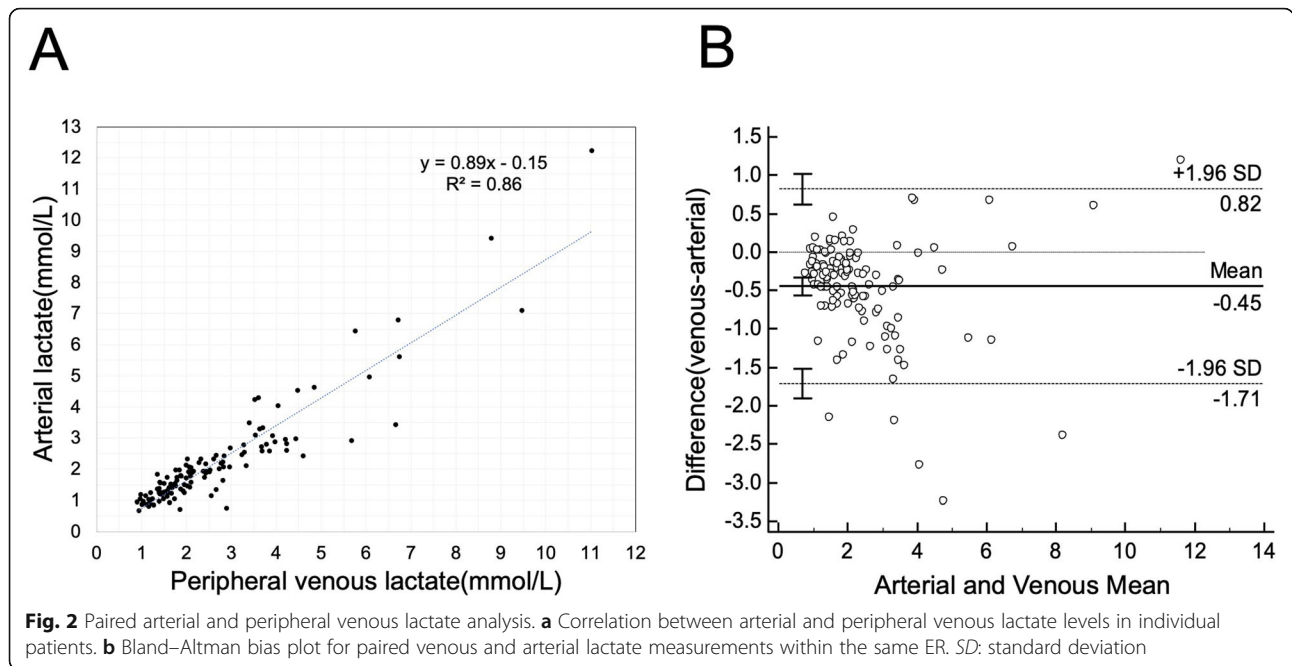 A
13
12
11
10
9
8
7
6
5
4
3
2
1
0
Arterial lactate(mmol/L)
y = 0.89x - 0.15
R² = 0.86
0 1 2 3 4 5 6 7 8 9 10 11 12
Peripheral venous lactate(mmol/L)
B
1.5
1.0
0.5
0.0
-0.5
-1.0
-1.5
-2.0
-2.5
-3.0
-3.5
Difference(venous-arterial)
+1.96 SD
0.82
Mean
-0.45
-1.96 SD
-1.71
0 2 4 6 8 10 12 14
Arterial and Venous Mean
Fig. 2 Paired arterial and peripheral venous lactate analysis. a Correlation between arterial and peripheral venous lactate levels in individual
patients. b Bland–Altman bias plot for paired venous and arterial lactate measurements within the same ER. SD: standard deviation